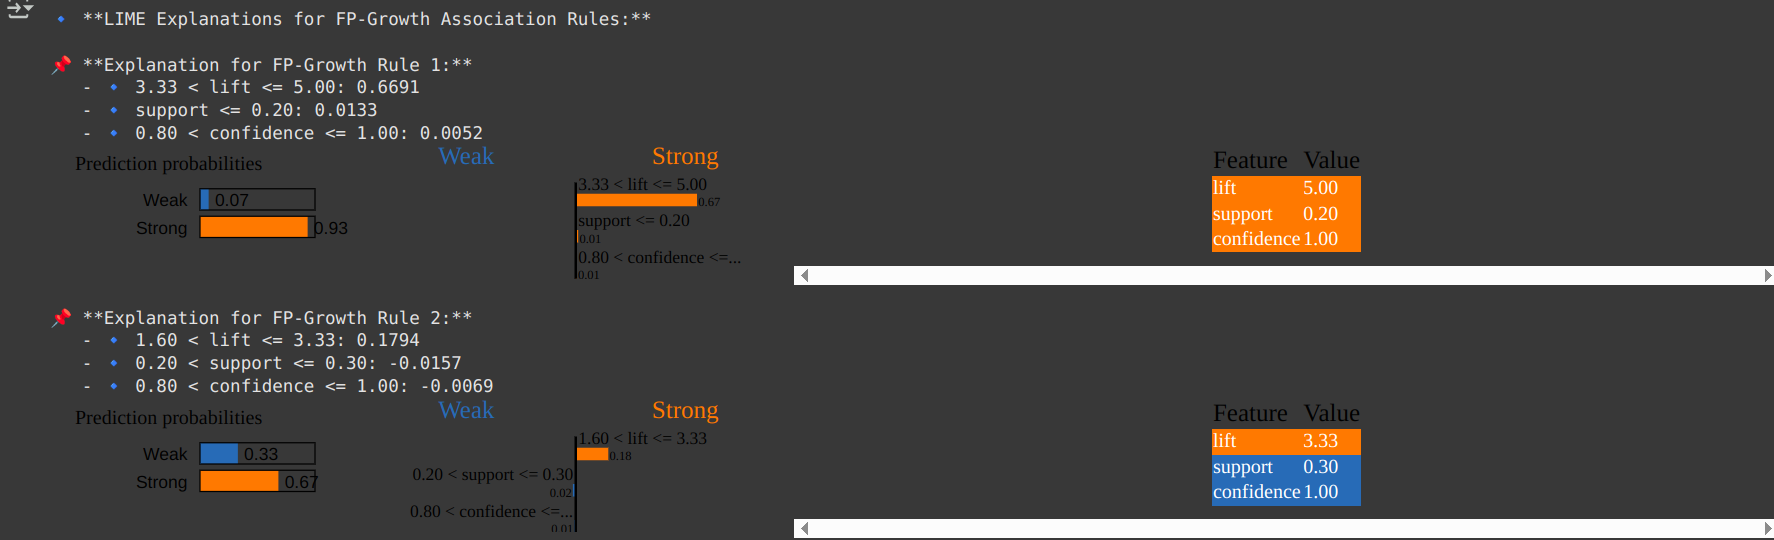 **LIME Explanations for FP-Growth Association Rules:**
**Explanation for FP-Growth Rule 1:**
- 3.33 < lift <= 5.00: 0.6691
- support <= 0.20: 0.0133
- 0.80 < confidence <= 1.00: 0.0052
Prediction probabilities
Weak 0.07
Strong 0.93
Weak Strong
3.33 < lift <= 5.00
0.67
support <= 0.20
0.01
0.80 < confidence <=...
0.01
Feature Value
lift 5.00
support 0.20
confidence 1.00
**Explanation for FP-Growth Rule 2:**
- 1.60 < lift <= 3.33: 0.1794
- 0.20 < support <= 0.30: -0.0157
- 0.80 < confidence <= 1.00: -0.0069
Prediction probabilities
Weak 0.33
Strong 0.67
Weak Strong
1.60 < lift <= 3.33
0.18
0.20 < support <= 0.30
0.02
0.80 < confidence <=...
0.01
Feature Value
lift 3.33
support 0.30
confidence 1.00